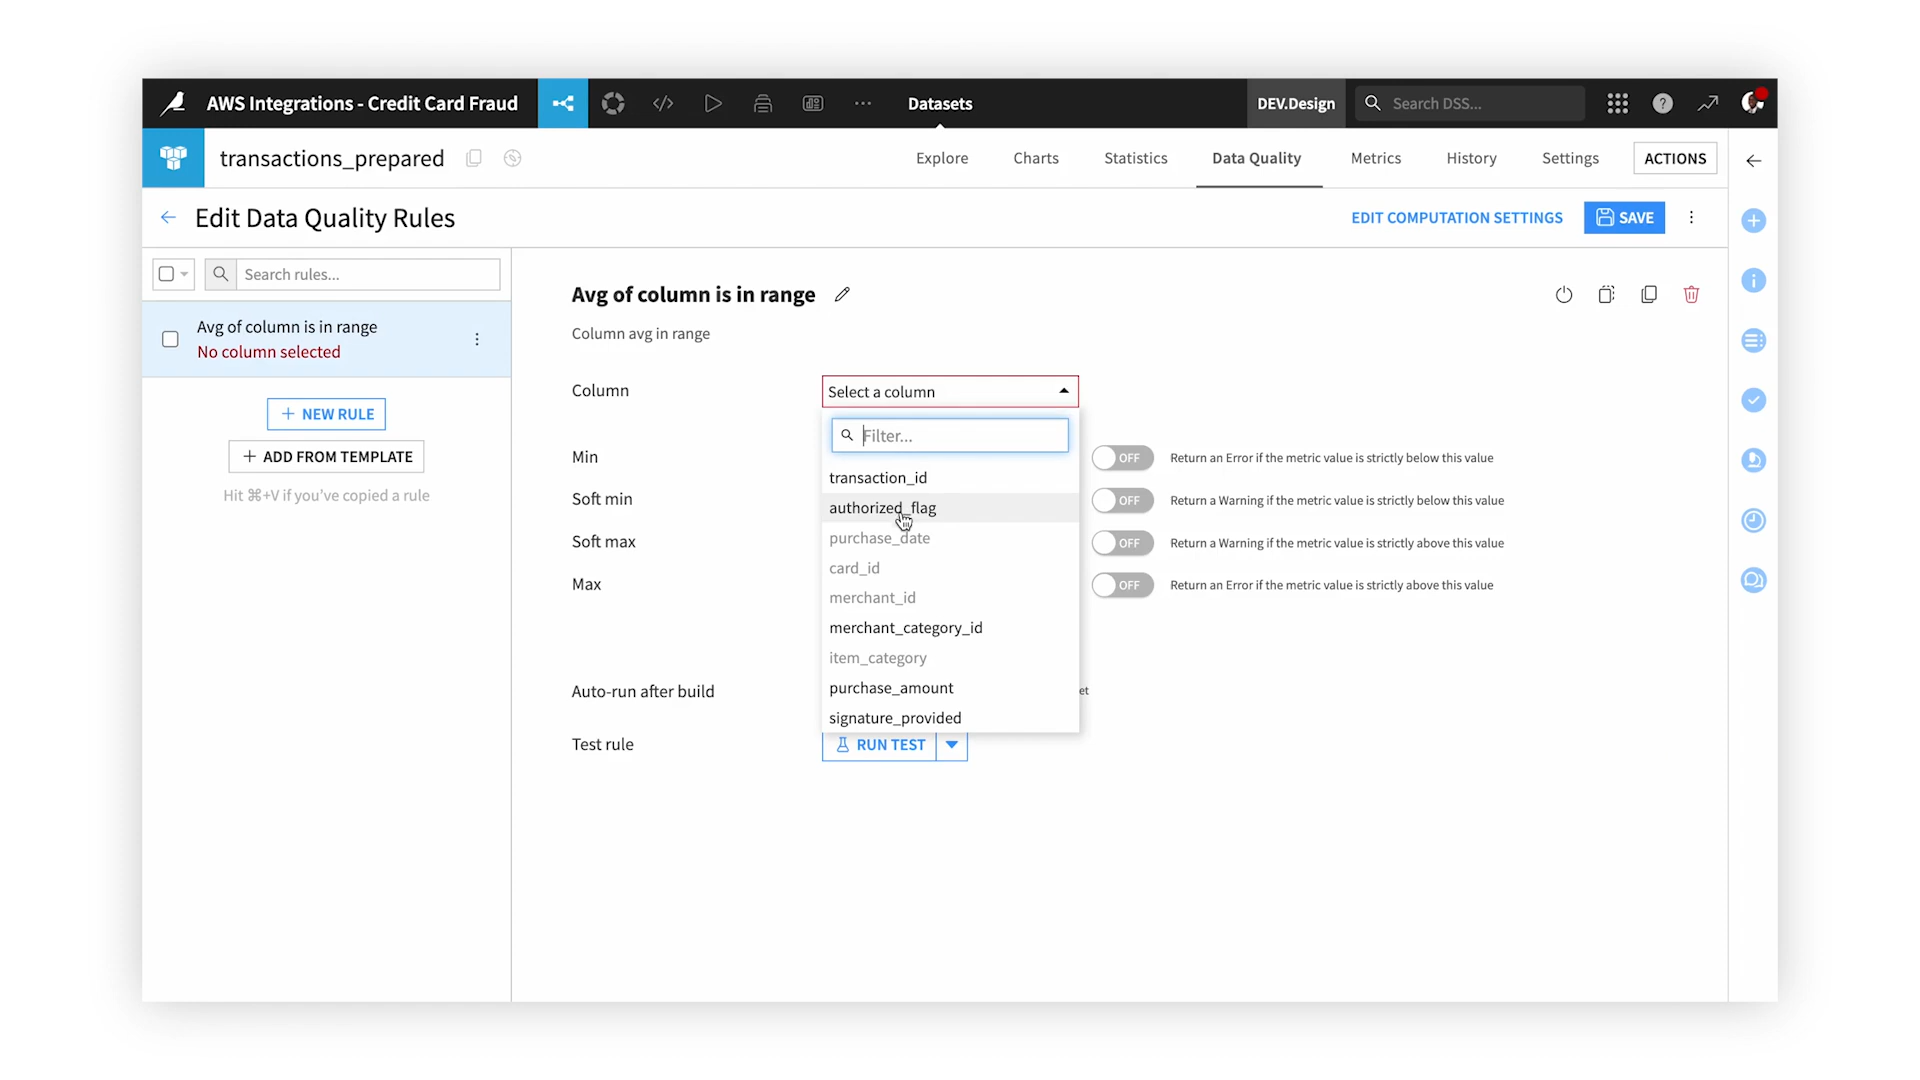 AWS Integrations - Credit Card Fraud
Datasets
DEV.Design
Search DSS...
transactions_prepared
Explore
Charts
Statistics
Data Quality
Metrics
History
Settings
ACTIONS
Edit Data Quality Rules
EDIT COMPUTATION SETTINGS
SAVE
Search rules...
Avg of column is in range
No column selected
NEW RULE
ADD FROM TEMPLATE
Hit ⌘+V if you've copied a rule
Avg of column is in range
Column avg in range
Column
Select a column
Filter...
transaction_id
authorized_flag
purchase_date
card_id
merchant_id
merchant_category_id
item_category
purchase_amount
signature_provided
Min
OFF
Return an Error if the metric value is strictly below this value
Soft min
OFF
Return a Warning if the metric value is strictly below this value
Soft max
OFF
Return a Warning if the metric value is strictly above this value
Max
OFF
Return an Error if the metric value is strictly above this value
Auto-run after build
et
Test rule
RUN TEST